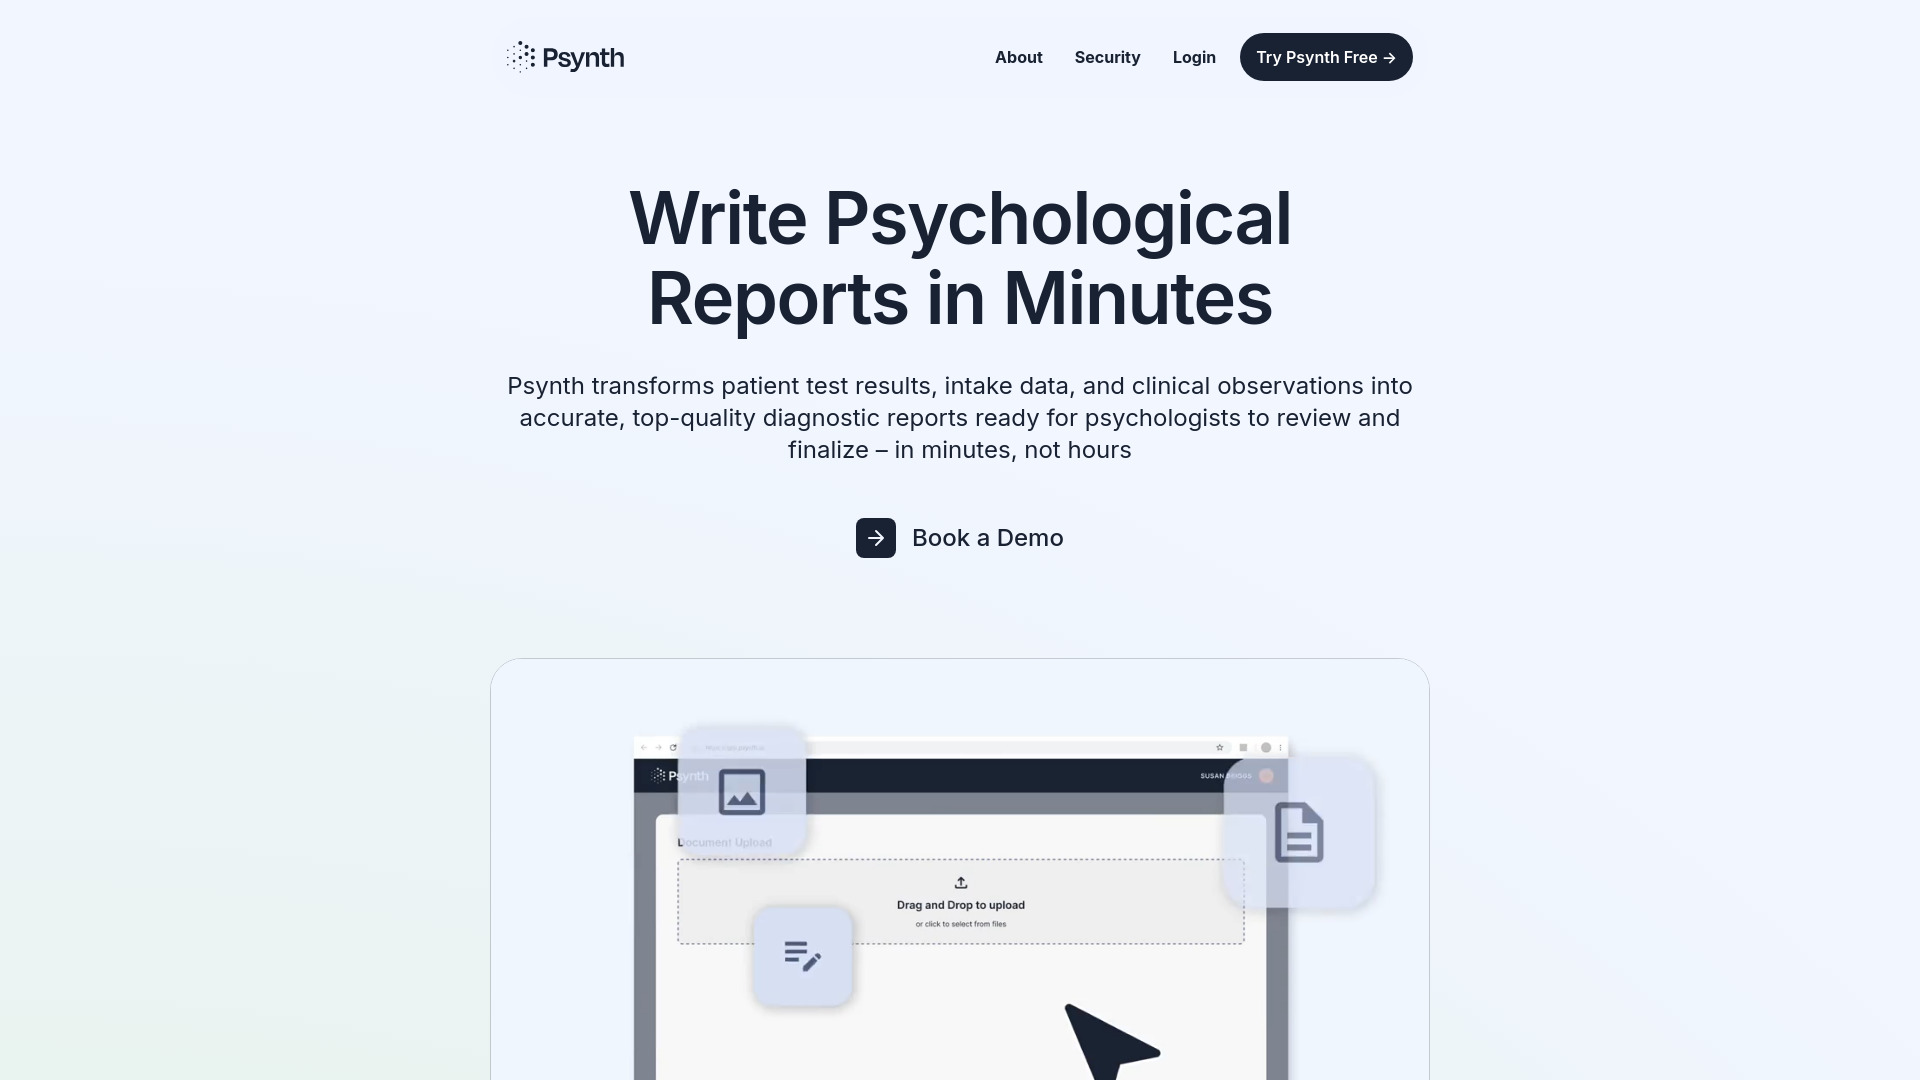 Psynth
About
Security
Login
Try Psynth Free →
Write Psychological
Reports in Minutes
Psynth transforms patient test results, intake data, and clinical observations into
accurate, top-quality diagnostic reports ready for psychologists to review and
finalize – in minutes, not hours
Book a Demo
Psynth
SUSAN
Document Upload
Drag and Drop to upload
or click to select from files